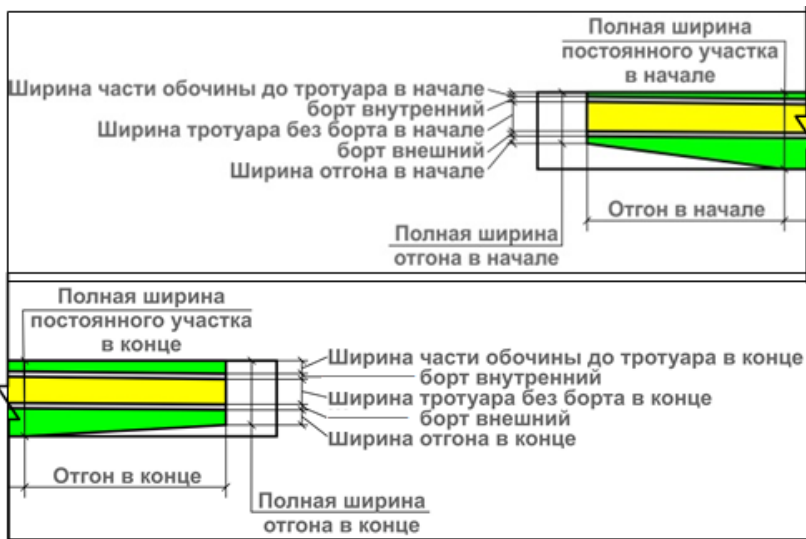 Полная ширина
постоянного участка
в начале
Ширина части обочины до тротуара в начале
борт внутренний
Ширина тротуара без борта в начале
борт внешний
Ширина отгона в начале
Отгон в начале
Полная ширина
отгона в начале
Полная ширина
постоянного участка
в конце
Ширина части обочины до тротуара в конце
борт внутренний
Ширина тротуара без борта в конце
борт внешний
Ширина отгона в конце
Отгон в конце
Полная ширина
отгона в конце